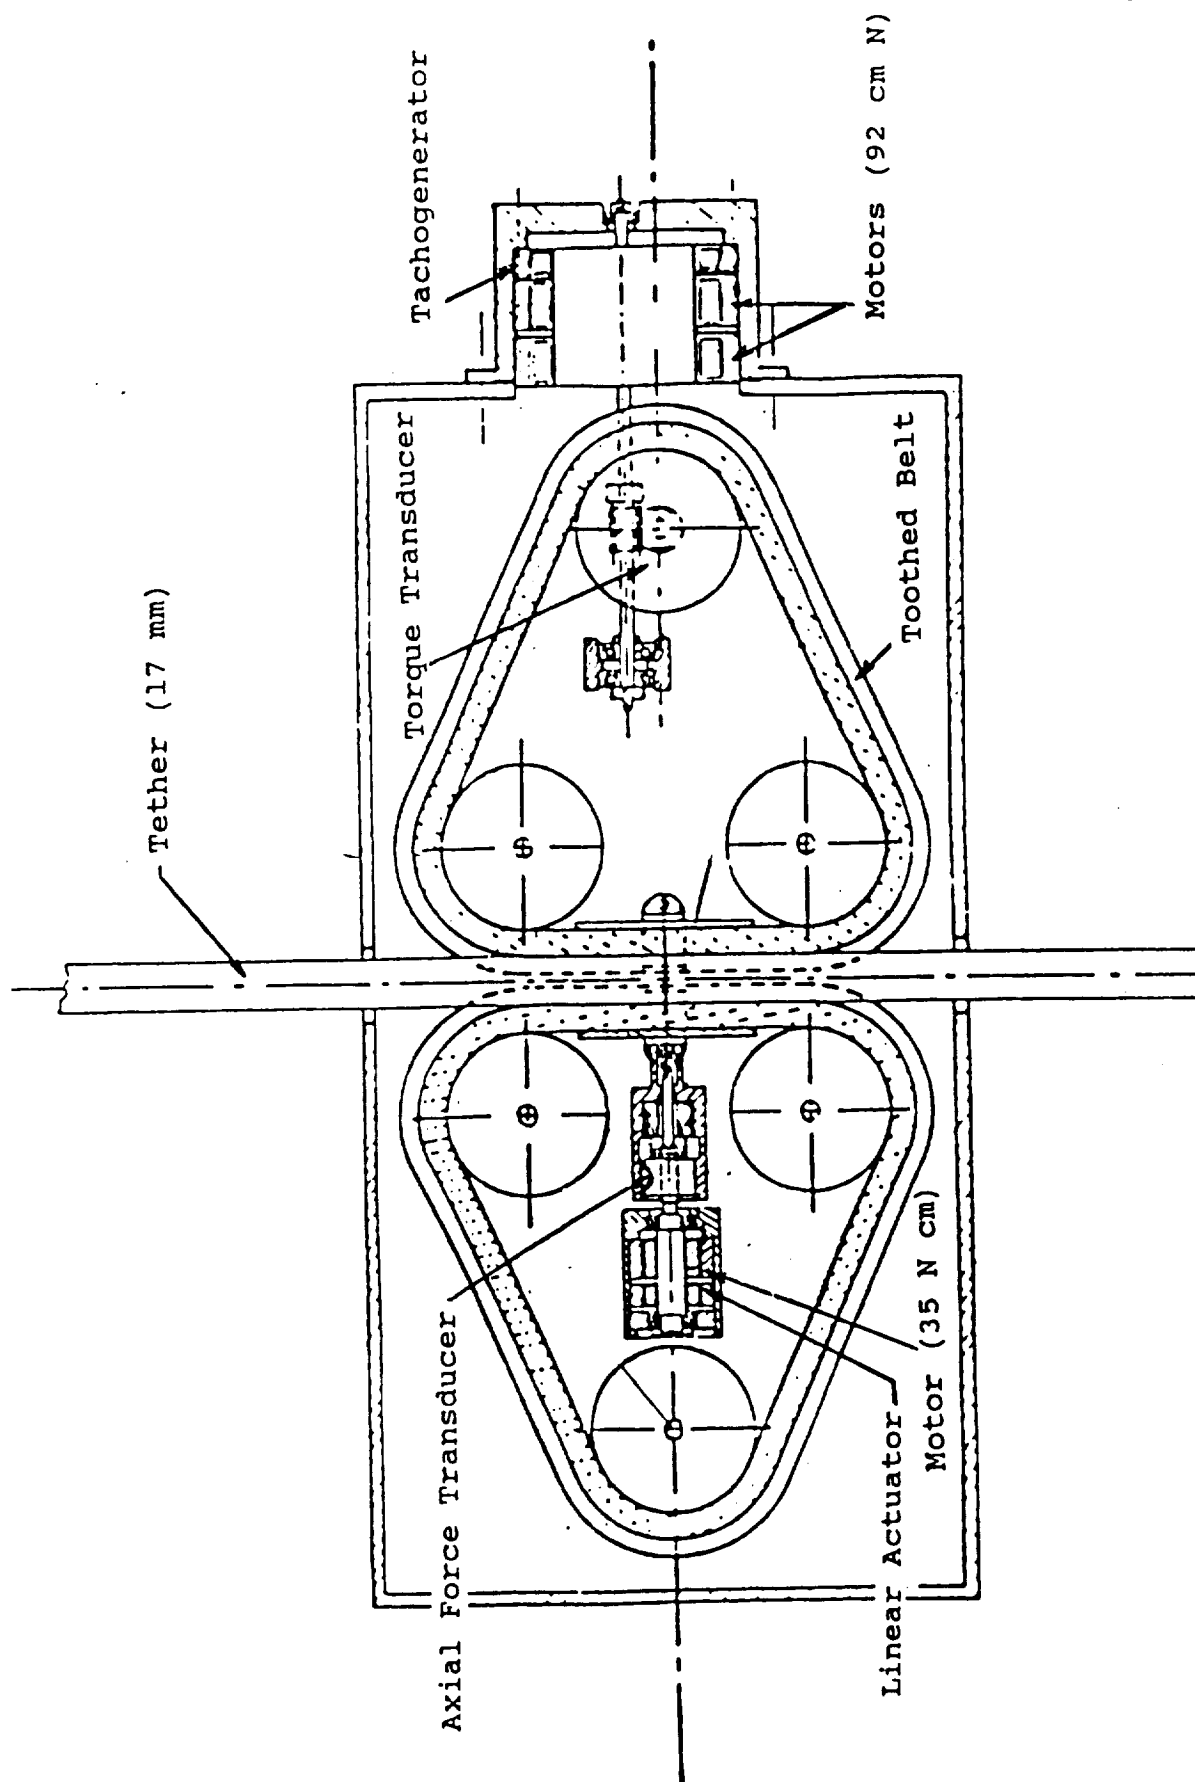 Tether (17 mm)
Tachogenerator
Motors (92 cm N)
Torque Transducer
Toothed Belt
Axial Force Transducer
Linear Actuator
Motor (35 N cm)